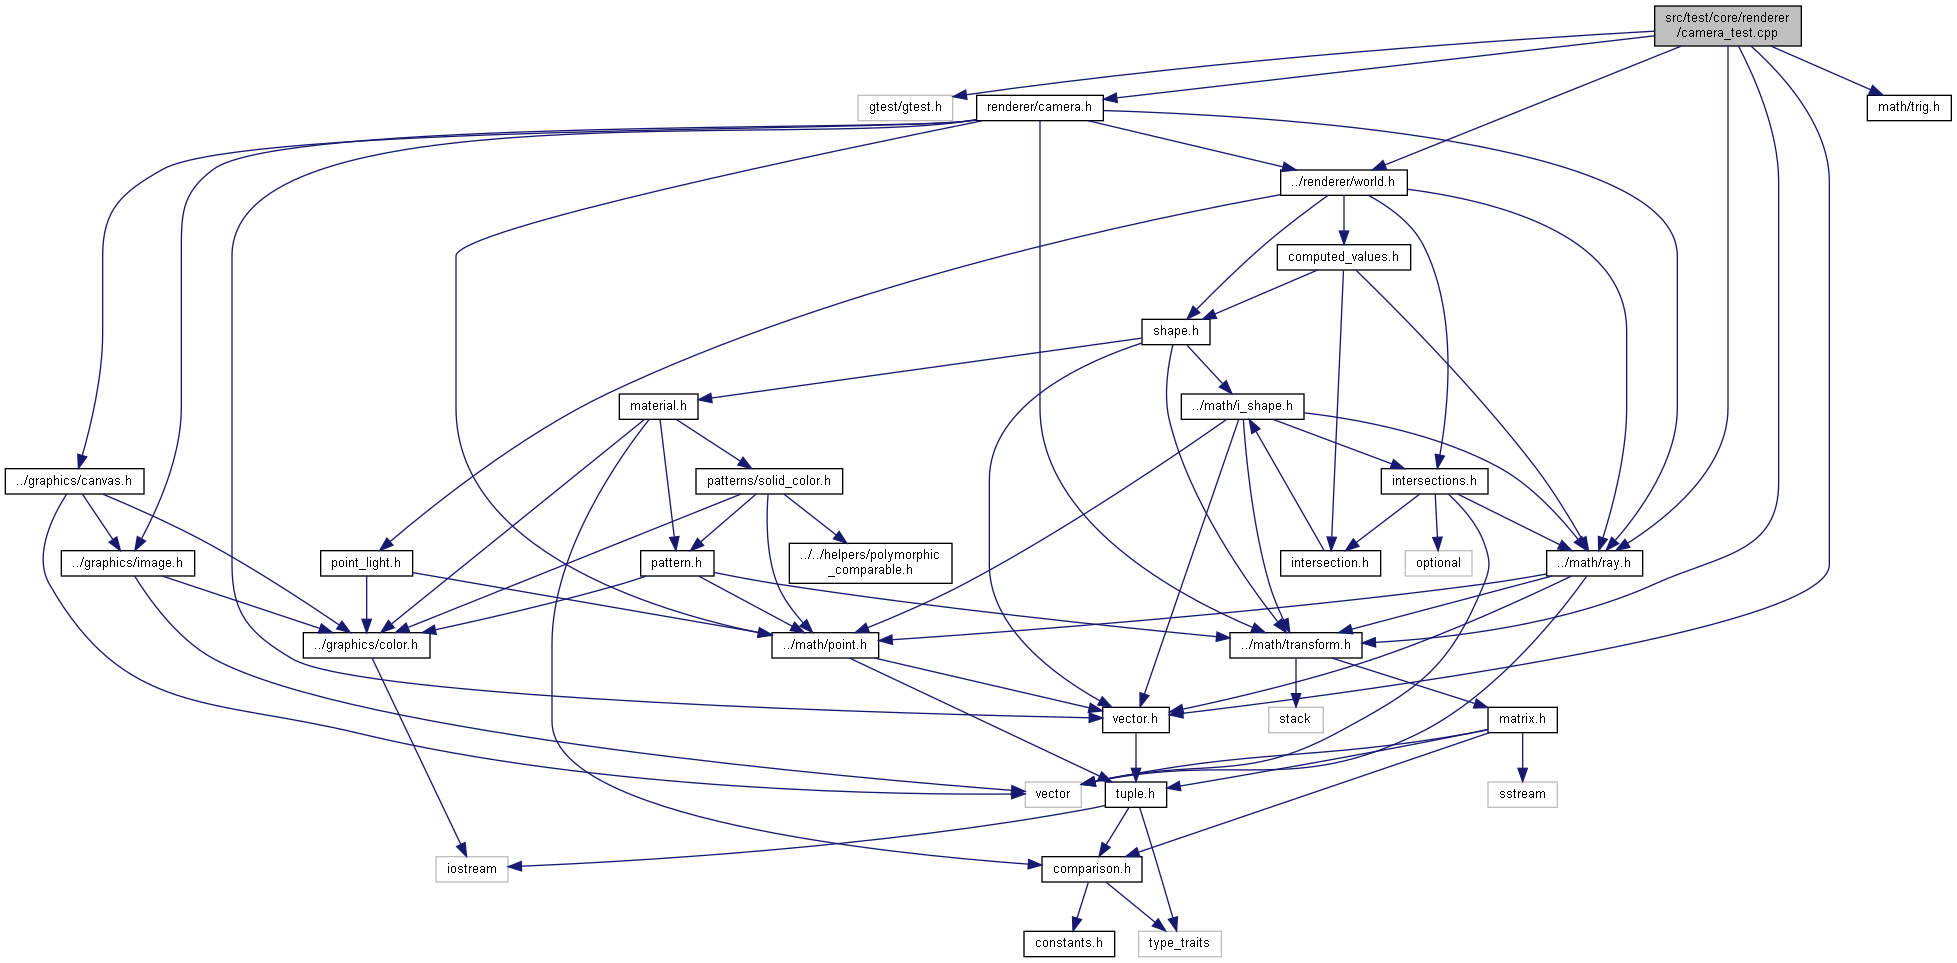 src/test/core/renderer
/camera_test.cpp
gtest/gtest.h
renderer/camera.h
math/trig.h
../renderer/world.h
computed_values.h
shape.h
material.h
../math/i_shape.h
../graphics/canvas.h
patterns/solid_color.h
intersections.h
../graphics/image.h
point_light.h
pattern.h
../../helpers/polymorphic
_comparable.h
intersection.h
optional
../math/ray.h
../graphics/color.h
../math/point.h
../math/transform.h
vector.h
stack
matrix.h
vector
tuple.h
sstream
iostream
comparison.h
constants.h
type_traits